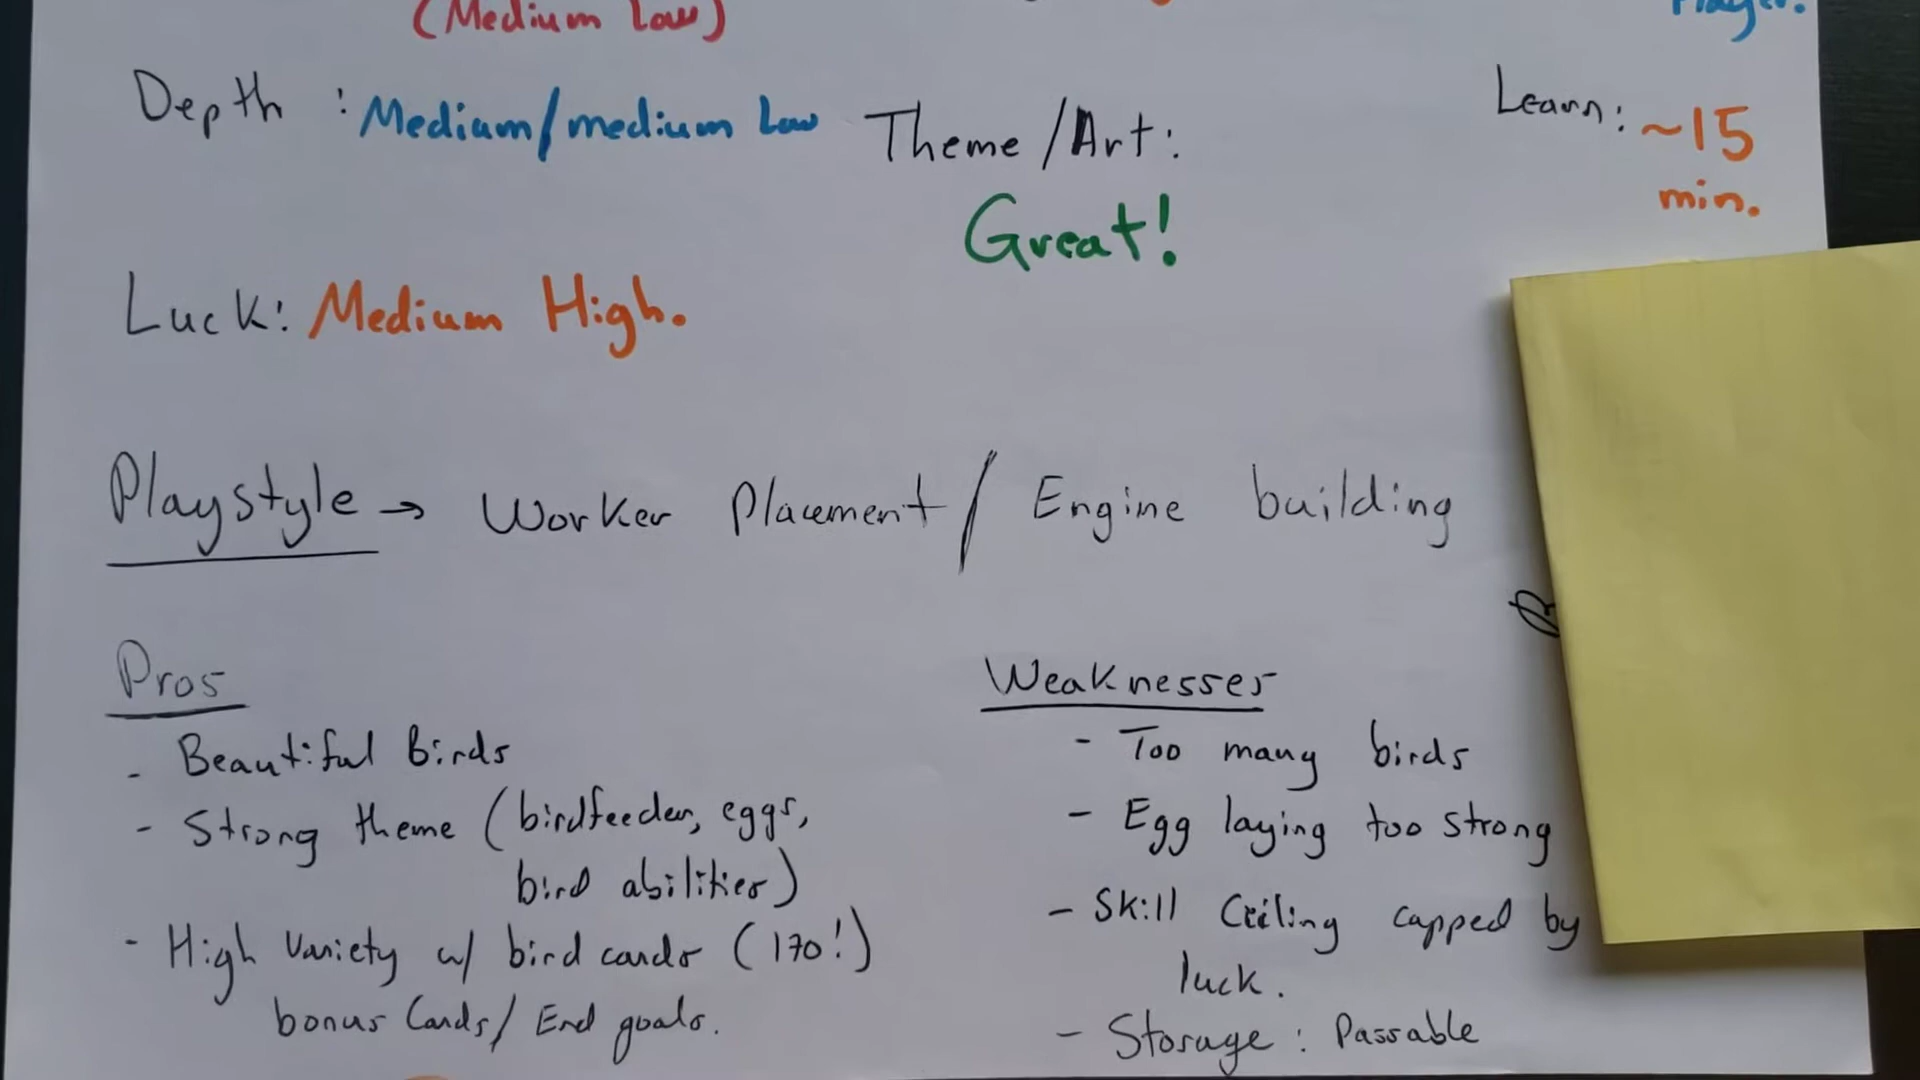 (Medium Low)
Player.
Depth : Medium/medium Low
Theme/Art:
Great!
Learn: ~15
min.
Luck: Medium High.
Playstyle → Worker Placement / Engine building
Pros
- Beautiful Birds
- Strong theme (birdfeeder, eggs,
bird abilities)
- High Variety w/ bird cards (170!)
bonus Cards/ End goals.
Weaknesses
- Too many birds
- Egg laying too strong
- Skill Ceiling capped by
luck.
- Storage : Passable